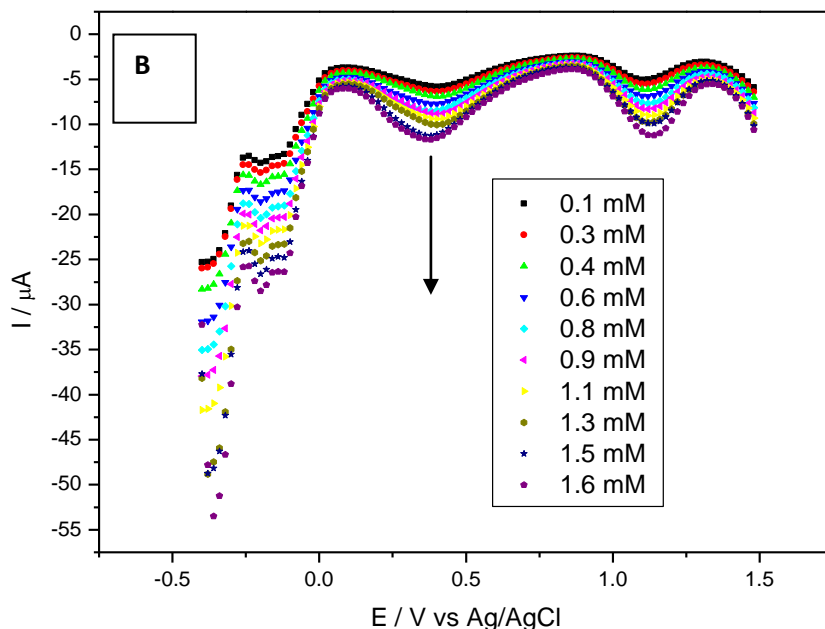 B
0
-5
-10
-15
-20
-25
-30
-35
-40
-45
-50
-55
I / μA
0.1 mM
0.3 mM
0.4 mM
0.6 mM
0.8 mM
0.9 mM
1.1 mM
1.3 mM
1.5 mM
1.6 mM
-0.5 0.0 0.5 1.0 1.5
E / V vs Ag/AgCl